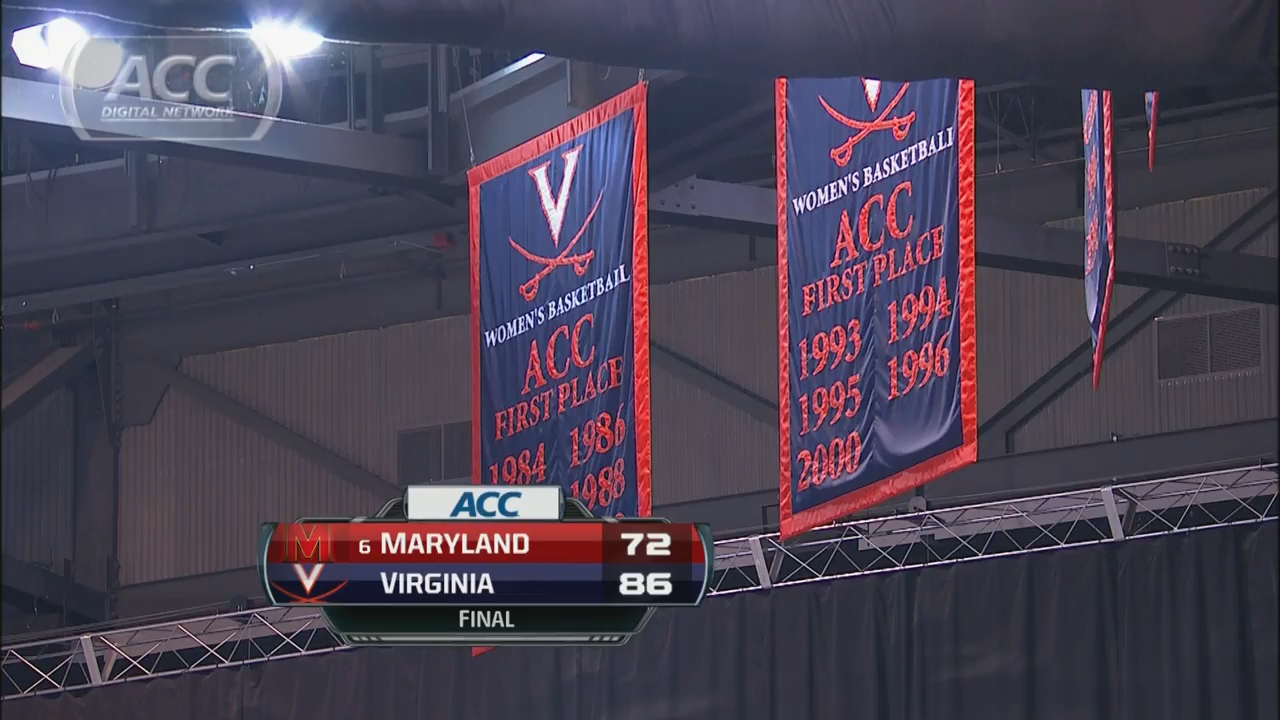 ACC
DIGITAL NETWORK
V
WOMEN'S BASKETBALL
ACC
FIRST PLACE
1984 1986
1988
WOMEN'S BASKETBALL
ACC
FIRST PLACE
1993 1994
1995 1996
2000
ACC
M 6 MARYLAND 72
V VIRGINIA 86
FINAL